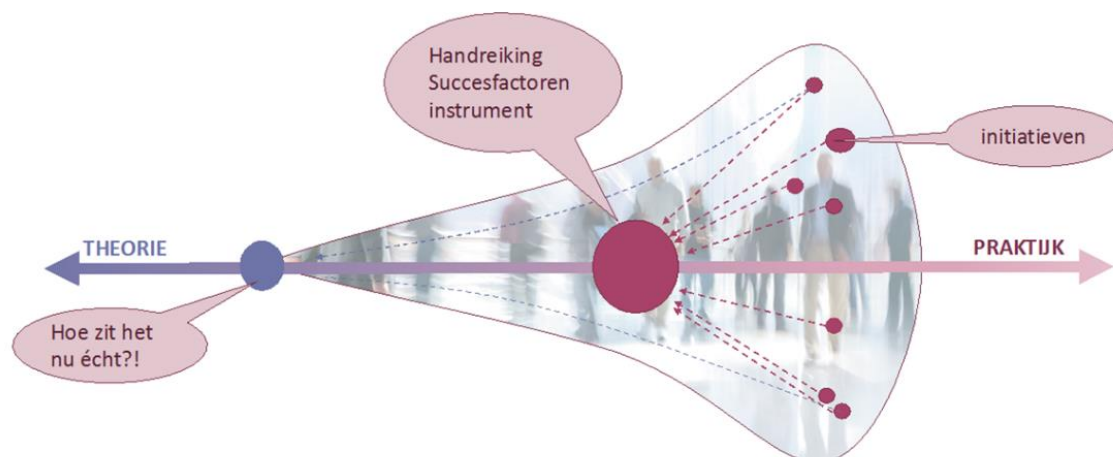 Handreiking
Succesfactoren
instrument
initiatieven
THEORIE
PRAKTIJK
Hoe zit het
nu écht?!